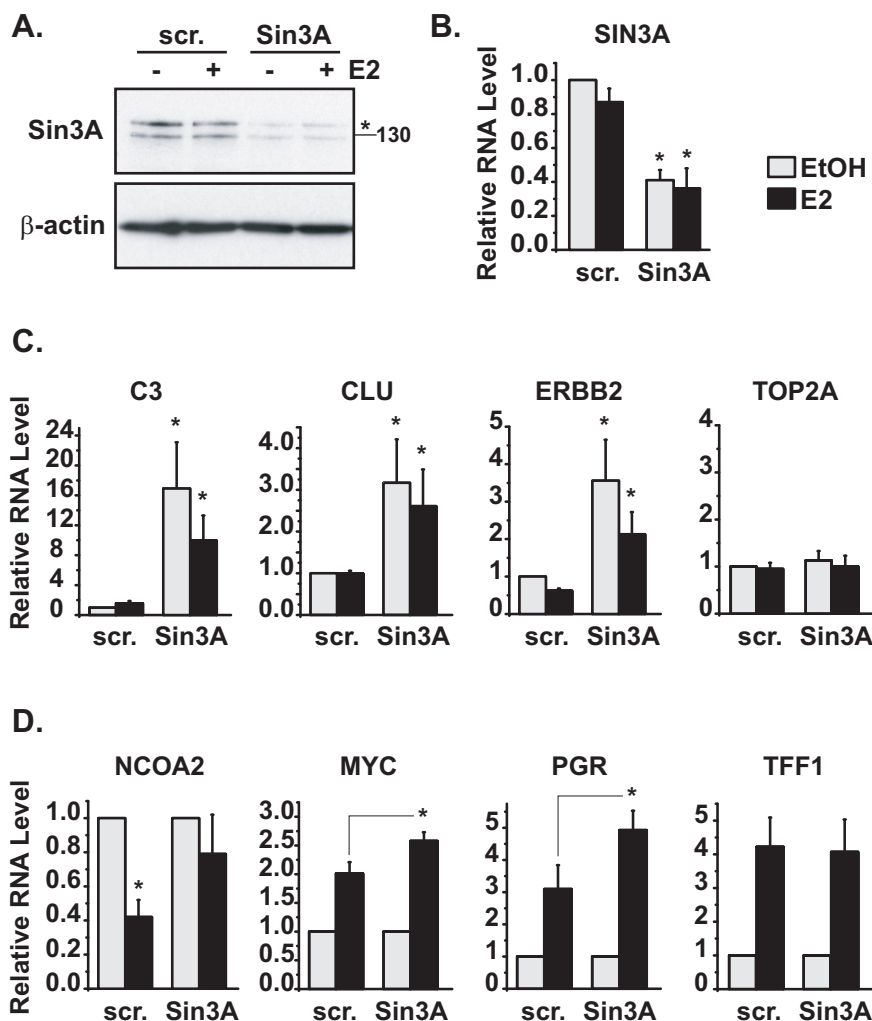 A.
scr. Sin3A
- + - + E2
Sin3A
*
130
β-actin
B.
SIN3A
Relative RNA Level
1.0
0.8
0.6
0.4
0.2
0.0
* *
scr. Sin3A
EtOH
E2
C.
C3
Relative RNA Level
24
20
16
12
8
4
0
*
*
scr. Sin3A
CLU
4.0
3.0
2.0
1.0
0.0
*
*
scr. Sin3A
ERBB2
5
4
3
2
1
0
*
*
scr. Sin3A
TOP2A
4
3
2
1
0
scr. Sin3A
D.
NCOA2
Relative RNA Level
1.0
0.8
0.6
0.4
0.2
0.0
*
scr. Sin3A
MYC
3.0
2.5
2.0
1.5
1.0
0.5
0.0
*
scr. Sin3A
PGR
5
4
3
2
1
0
*
scr. Sin3A
TFF1
5
4
3
2
1
0
scr. Sin3A